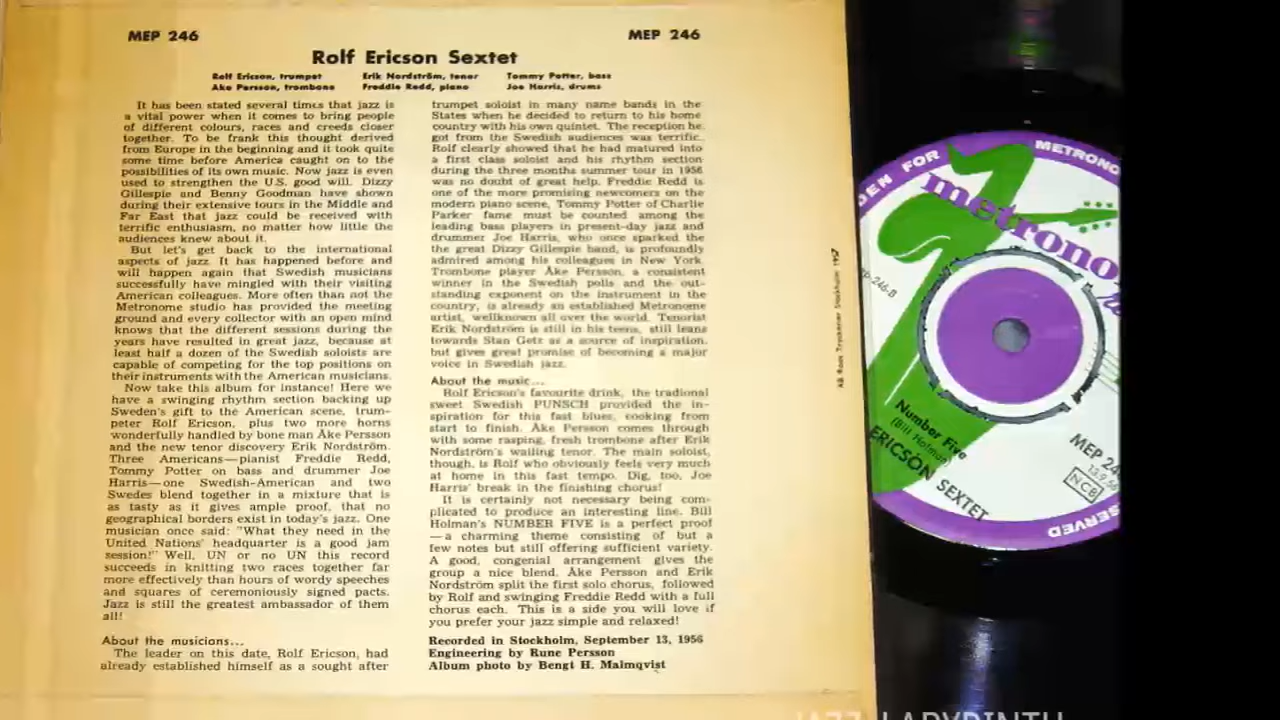 MEP 246
MEP 246
Rolf Ericson Sextet
Rolf Ericson, trumpet
Åke Persson, trombone
Erik Nordström, tenor
Freddie Redd, piano
Tommy Potter, bass
Joe Harris, drums
It has been stated several times that jazz is
a vital power when it comes to bring people
of different colours, races and creeds closer
together. To be frank this thought derived
from Europe in the beginning and it took quite
some time before America caught on to the
possibilities of its own music. Now jazz is even
used to strengthen the U.S. good will. Dizzy
Gillespie and Benny Goodman have shown
during their extensive tours in the Middle and
Far East that jazz could be received with
terrific enthusiasm, no matter how little the
audiences knew about it.
But let's get back to the international
aspects of jazz. It has happened before and
will happen again that Swedish musicians
successfully have mingled with their visiting
American colleagues. More often than not the
Metronome studio has provided the meeting
ground and every collector with an open mind
knows that the different sessions during the
years have resulted in great jazz, because at
least half a dozen of the Swedish soloists are
capable of competing for the top positions on
their instruments with the American musicians.
Now take this album for instance! Here we
have a swinging rhythm section backing up
Sweden's gift to the American scene, trum-
peter Rolf Ericson, plus two more horns
wonderfully handled by bone man Åke Persson
and the new tenor discovery Erik Nordström.
Three Americans—pianist Freddie Redd,
Tommy Potter on bass and drummer Joe
Harris—one Swedish-American and two
Swedes blend together in a mixture that is
as tasty as it gives ample proof, that no
geographical borders exist in today's jazz. One
musician once said: "What they need in the
United Nations' headquarter is a good jam
session!" Well, UN or no UN this record
succeeds in knitting two races together far
more effectively than hours of wordy speeches
and squares of ceremoniously signed pacts.
Jazz is still the greatest ambassador of them
all!
About the musicians...
The leader on this date, Rolf Ericson, had
already established himself as a sought after
trumpet soloist in many name bands in the
States when he decided to return to his home
country with his own quintet. The reception he
got from the Swedish audiences was terrific.
Rolf clearly showed that he had matured into
a first class soloist and his rhythm section
during the three months summer tour in 1956
was no doubt of great help. Freddie Redd is
one of the more promising newcomers on the
modern piano scene, Tommy Potter of Charlie
Parker fame must be counted among the
leading bass players in present-day jazz and
drummer Joe Harris, who once sparked the
the great Dizzy Gillespie band, is profoundly
admired among his colleagues in New York.
Trombone player Åke Persson, a consistent
winner in the Swedish polls and the out-
standing exponent on the instrument in the
country, is already an established Metronome
artist, wellknown all over the world. Tenorist
Erik Nordström is still in his teens, still leans
towards Stan Getz as a source of inspiration,
but gives great promise of becoming a major
voice in Swedish jazz.
About the music...
Rolf Ericson's favourite drink, the tradional
sweet Swedish PUNSCH provided the in-
spiration for this fast blues, cooking from
start to finish. Åke Persson comes through
with some rasping, fresh trombone after Erik
Nordström's wailing tenor. The main soloist,
though, is Rolf who obviously feels very much
at home in this fast tempo. Dig, too, Joe
Harris' break in the finishing chorus!
It is certainly not necessary being com-
plicated to produce an interesting line. Bill
Holman's NUMBER FIVE is a perfect proof
—a charming theme consisting of but a
few notes but still offering sufficient variety.
A good, congenial arrangement gives the
group a nice blend. Åke Persson and Erik
Nordström split the first solo chorus, followed
by Rolf and swinging Freddie Redd with a full
chorus each. This is a side you will love if
you prefer your jazz simple and relaxed!
Recorded in Stockholm, September 13, 1956
Engineering by Rune Persson
Album photo by Bengt H. Malmqvist
Stockholm 1957
DEN FOR
METRONO
metrono
246-B
Number Five
(Bill Holman)
ERICSON SEXTET
MEP 24
13.9.56
NCB
SERVED
JAZZ LABYRINTH